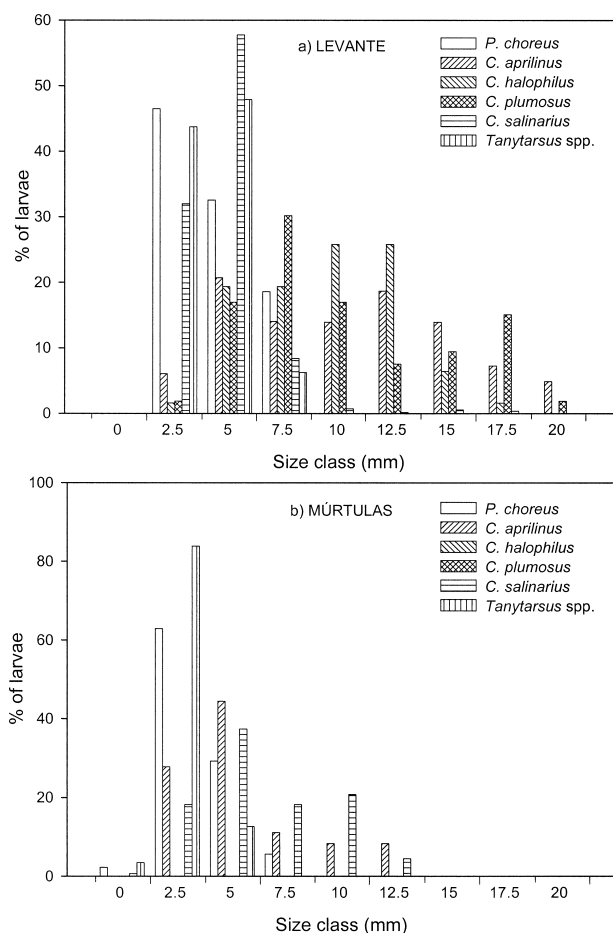 a) LEVANTE
P. choreus
C. aprilinus
C. halophilus
C. plumosus
C. salinarius
Tanytarsus spp.
% of larvae
60
50
40
30
20
10
0
0 2.5 5 7.5 10 12.5 15 17.5 20
Size class (mm)
b) MÚRTULAS
P. choreus
C. aprilinus
C. halophilus
C. plumosus
C. salinarius
Tanytarsus spp.
% of larvae
100
80
60
40
20
0
0 2.5 5 7.5 10 12.5 15 17.5 20
Size class (mm)